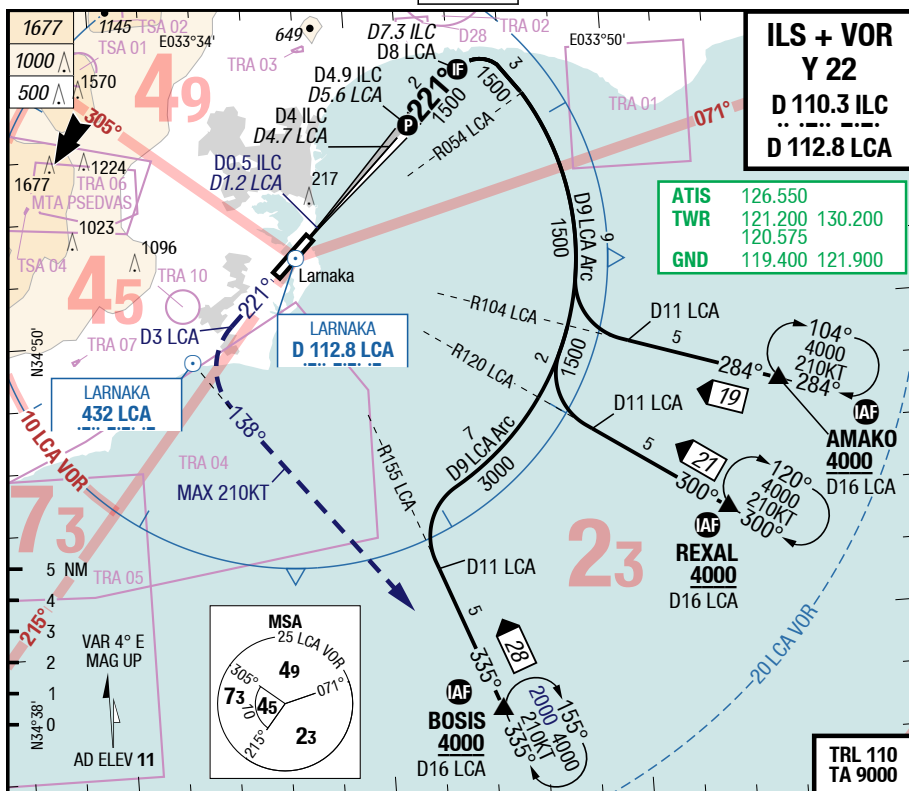 1677
1000
500
1145
TSA 02
TSA 01
1570
49
305°
E033°34'
649
TRA 03
D7.3 ILC
D8 LCA
D28
TRA 02
E033°50'
IF
3
1500
D4.9 ILC
D5.6 LCA
2
221°
1500
P
D4 ILC
D4.7 LCA
R054 LCA
TRA 01
071°
ILS + VOR
Y 22
D 110.3 ILC
D 112.8 LCA
ATIS 126.550
TWR 121.200 130.200
120.575
GND 119.400 121.900
D0.5 ILC
D1.2 LCA
217
1677
1224
TRA 06
MTA PSEDVAS
1023
1096
TSA 04
TRA 10
45
Larnaka
221°
D9 LCA Arc
1500
9
D3 LCA
LARNAKA
D 112.8 LCA
TRA 07
N34°50'
LARNAKA
432 LCA
R104 LCA
R120 LCA
2
1500
D11 LCA
5
284°
19
104°
4000
210KT
284°
IAF
AMAKO
4000
D16 LCA
D11 LCA
5
21
300°
120°
4000
210KT
300°
IAF
REXAL
4000
D16 LCA
10 LCA VOR
138°
TRA 04
MAX 210KT
R155 LCA
7
D9 LCA Arc
3000
73
TRA 05
215°
23
D11 LCA
5
28
335°
155°
2000 4000
210KT
335°
IAF
BOSIS
4000
D16 LCA
20 LCA VOR
5 NM
4
3
2
1
0
N34°38'
VAR 4° E
MAG UP
AD ELEV 11
MSA
25 LCA VOR
49
305°
071°
73
70
45
215°
23
TRL 110
TA 9000